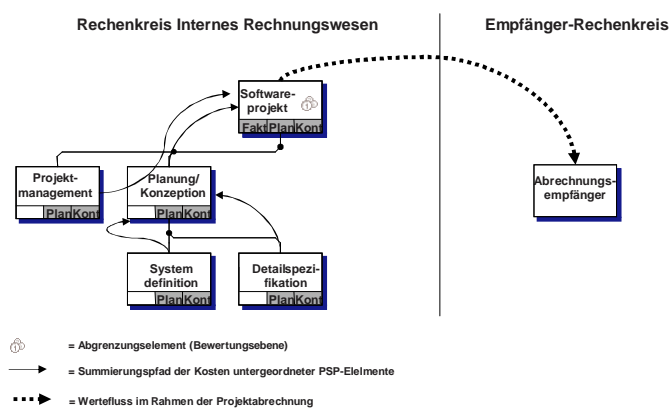 Rechenkreis Internes Rechnungswesen
Empfänger-Rechenkreis
Software-
projekt
Fakt Plan Kont
Projekt-
management
Plan Kont
Planung/
Konzeption
Plan Kont
Abrechnungs-
empfänger
System
definition
Plan Kont
Detailspezi-
fikation
Plan Kont
= Abgrenzungselement (Bewertungsebene)
= Summierungspfad der Kosten untergeordneter PSP-Elelmente
= Wertefluss im Rahmen der Projektabrechnung